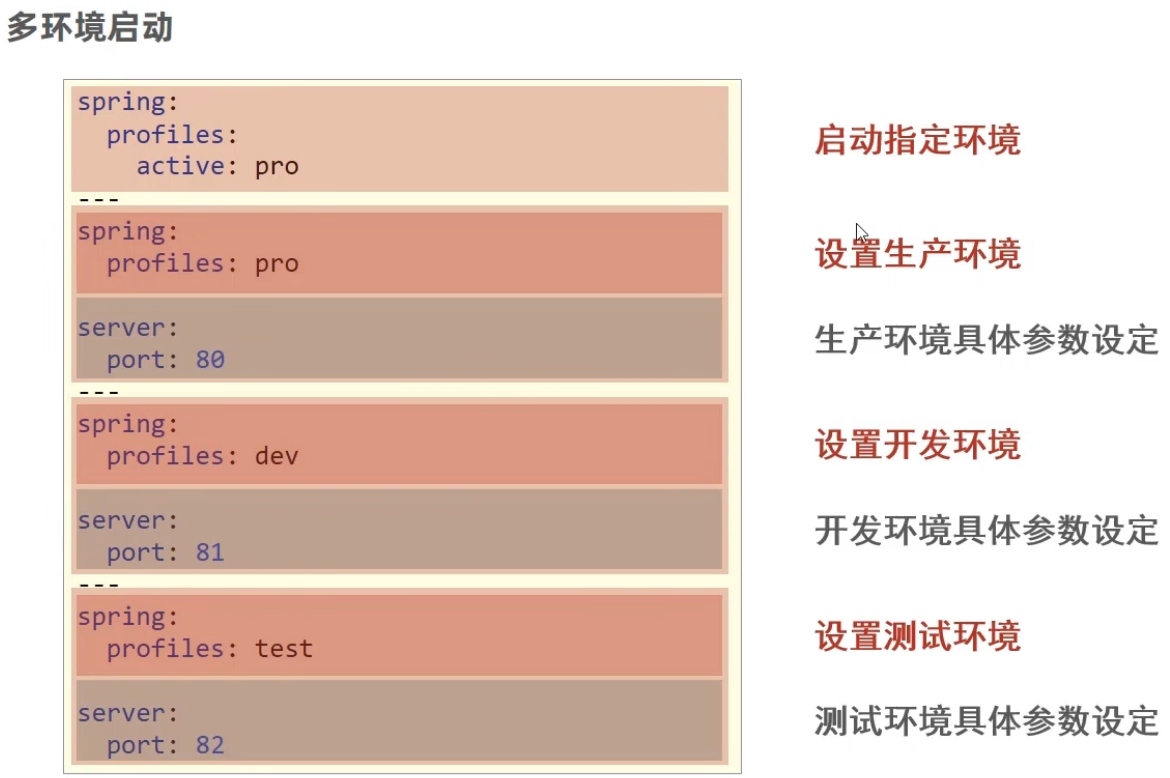 多环境启动
spring:
  profiles:
    active: pro
启动指定环境
---
spring:
  profiles: pro
设置生产环境
server:
  port: 80
生产环境具体参数设定
---
spring:
  profiles: dev
设置开发环境
server:
  port: 81
开发环境具体参数设定
---
spring:
  profiles: test
设置测试环境
server:
  port: 82
测试环境具体参数设定